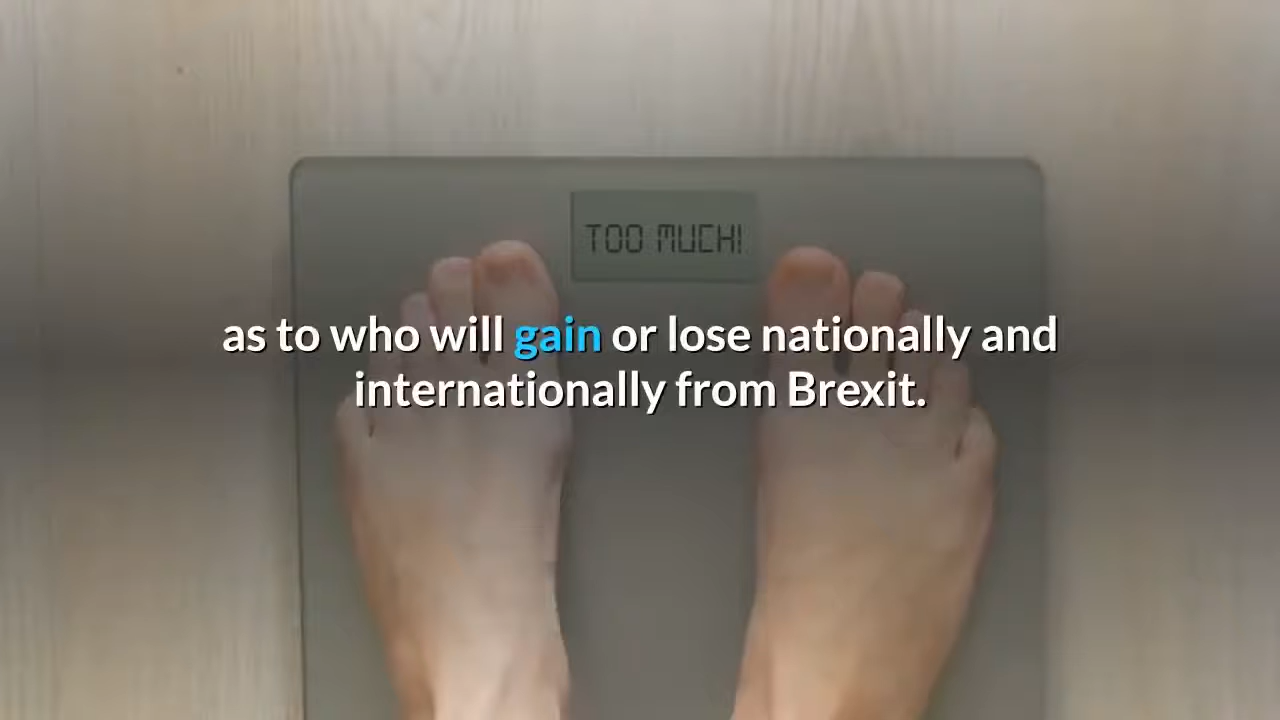 TOO MUCH!
as to who will gain or lose nationally and
internationally from Brexit.